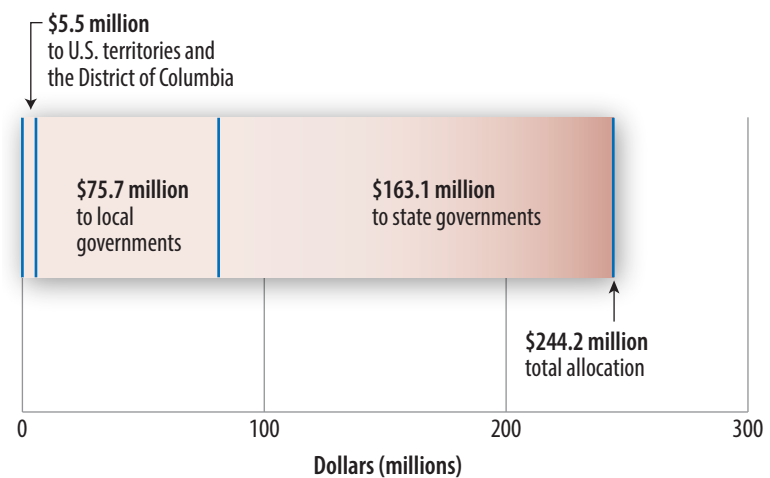 $5.5 million
to U.S. territories and
the District of Columbia
$75.7 million
to local
governments
$163.1 million
to state governments
$244.2 million
total allocation
0
100
200
300
Dollars (millions)